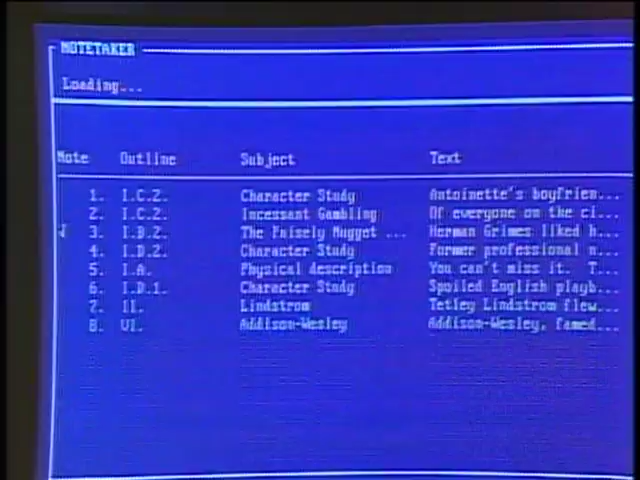 NOTETAKER
Loading...
Note Outline Subject Text
1. I.C.2. Character Study Antoinette's boyfrien...
2. I.C.2. Incessant Gambling Of everyone on the cl...
√ 3. I.B.2. The Paisely Nugget ... Herman Grimes liked h...
4. I.D.2. Character Study Former professional n...
5. I.A. Physical description You can't miss it. T...
6. I.D.1. Character Study Spoiled English playb...
7. II. Lindstrom Tetley Lindstrom flew...
8. VI. Addison-Wesley Addison-Wesley, famed...